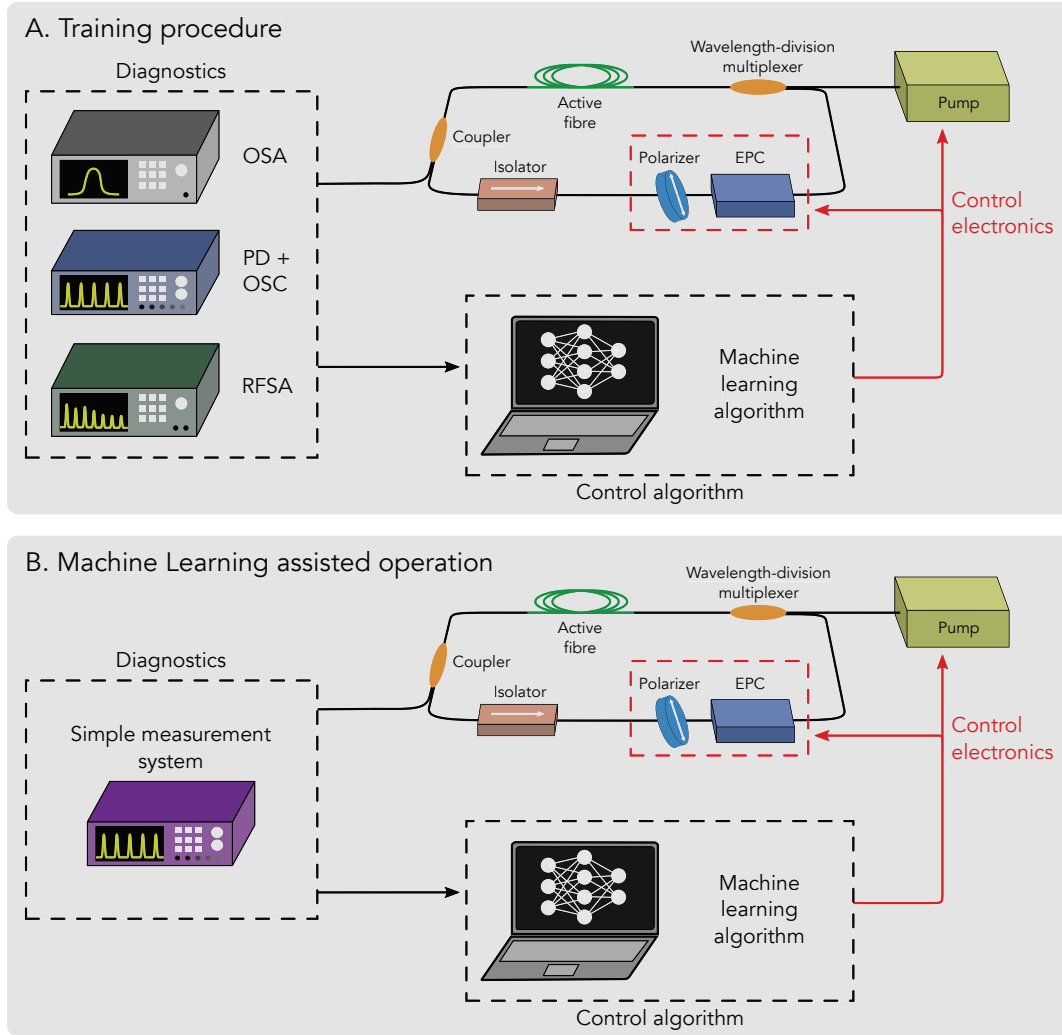 A. Training procedure
Diagnostics
OSA
PD +
OSC
RFSA
Wavelength-division
multiplexer
Active
fibre
Pump
Coupler
Isolator
Polarizer
EPC
Control
electronics
Machine
learning
algorithm
Control algorithm
B. Machine Learning assisted operation
Diagnostics
Simple measurement
system
Wavelength-division
multiplexer
Active
fibre
Pump
Coupler
Isolator
Polarizer
EPC
Control
electronics
Machine
learning
algorithm
Control algorithm